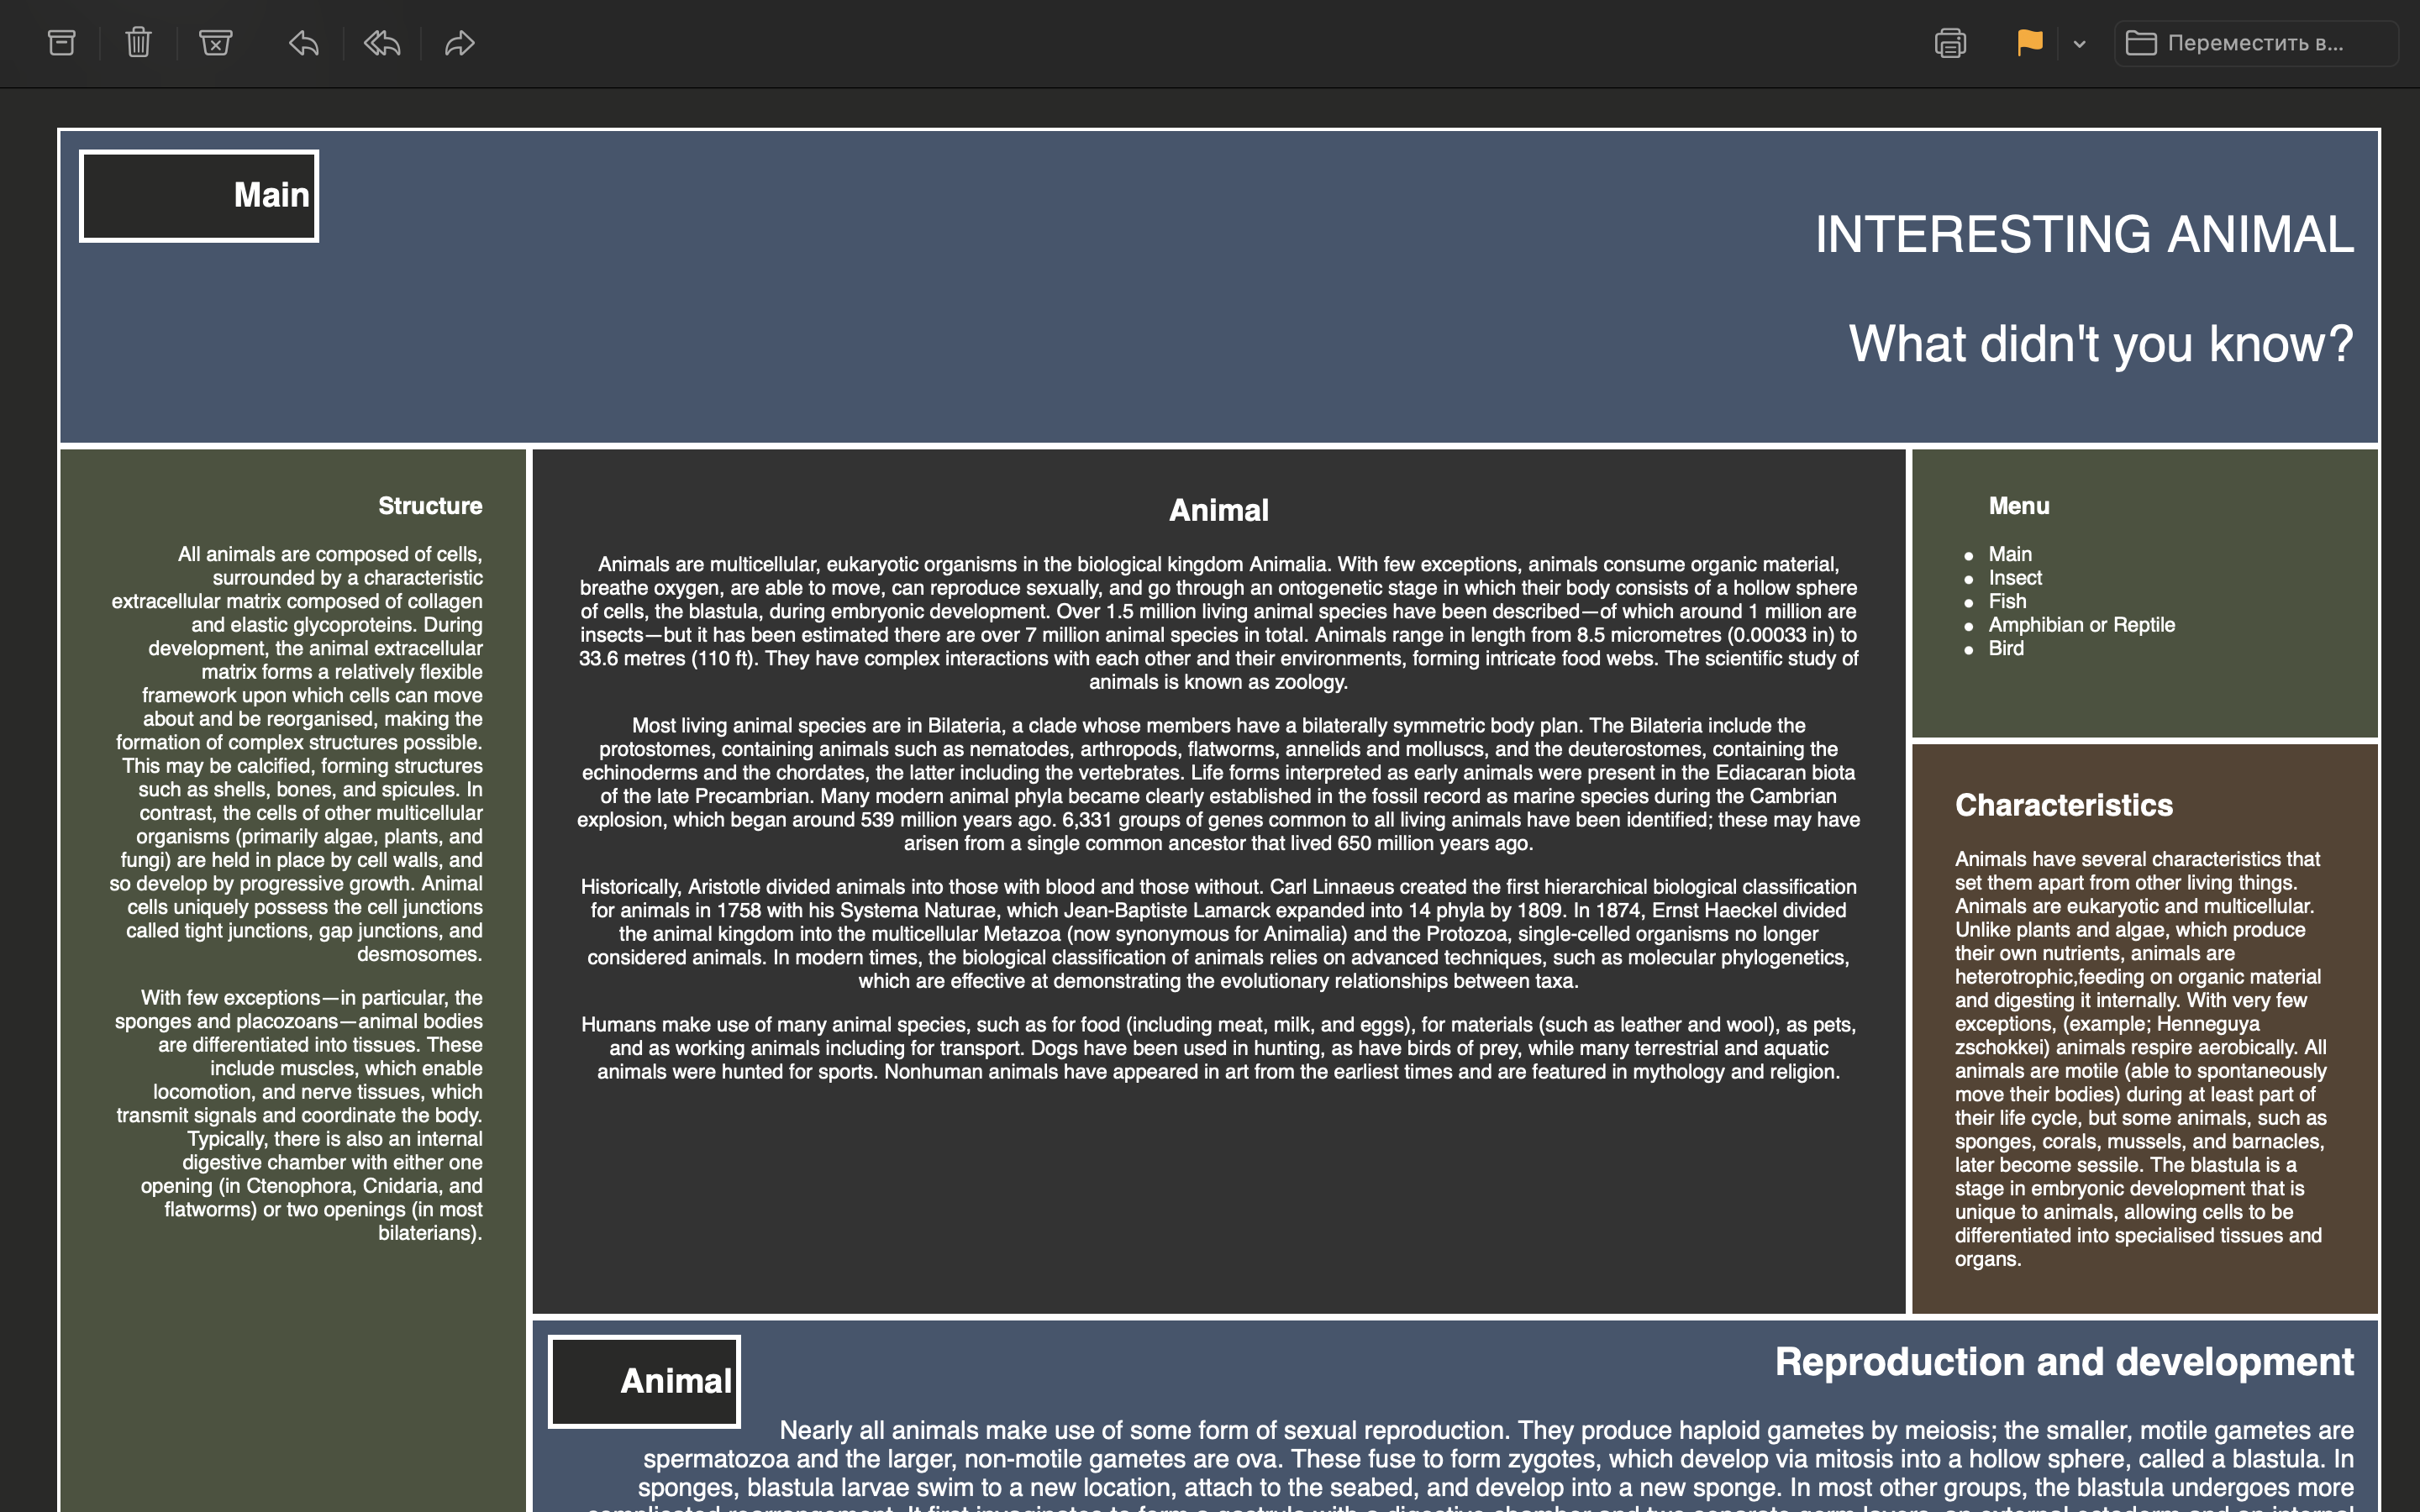 Переместить в...
Main
INTERESTING ANIMAL
What didn't you know?
Structure
All animals are composed of cells,
surrounded by a characteristic
extracellular matrix composed of collagen
and elastic glycoproteins. During
development, the animal extracellular
matrix forms a relatively flexible
framework upon which cells can move
about and be reorganised, making the
formation of complex structures possible.
This may be calcified, forming structures
such as shells, bones, and spicules. In
contrast, the cells of other multicellular
organisms (primarily algae, plants, and
fungi) are held in place by cell walls, and
so develop by progressive growth. Animal
cells uniquely possess the cell junctions
called tight junctions, gap junctions, and
desmosomes.
With few exceptions—in particular, the
sponges and placozoans—animal bodies
are differentiated into tissues. These
include muscles, which enable
locomotion, and nerve tissues, which
transmit signals and coordinate the body.
Typically, there is also an internal
digestive chamber with either one
opening (in Ctenophora, Cnidaria, and
flatworms) or two openings (in most
bilaterians).
Animal
Animals are multicellular, eukaryotic organisms in the biological kingdom Animalia. With few exceptions, animals consume organic material,
breathe oxygen, are able to move, can reproduce sexually, and go through an ontogenetic stage in which their body consists of a hollow sphere
of cells, the blastula, during embryonic development. Over 1.5 million living animal species have been described—of which around 1 million are
insects—but it has been estimated there are over 7 million animal species in total. Animals range in length from 8.5 micrometres (0.00033 in) to
33.6 metres (110 ft). They have complex interactions with each other and their environments, forming intricate food webs. The scientific study of
animals is known as zoology.
Most living animal species are in Bilateria, a clade whose members have a bilaterally symmetric body plan. The Bilateria include the
protostomes, containing animals such as nematodes, arthropods, flatworms, annelids and molluscs, and the deuterostomes, containing the
echinoderms and the chordates, the latter including the vertebrates. Life forms interpreted as early animals were present in the Ediacaran biota
of the late Precambrian. Many modern animal phyla became clearly established in the fossil record as marine species during the Cambrian
explosion, which began around 539 million years ago. 6,331 groups of genes common to all living animals have been identified; these may have
arisen from a single common ancestor that lived 650 million years ago.
Historically, Aristotle divided animals into those with blood and those without. Carl Linnaeus created the first hierarchical biological classification
for animals in 1758 with his Systema Naturae, which Jean-Baptiste Lamarck expanded into 14 phyla by 1809. In 1874, Ernst Haeckel divided
the animal kingdom into the multicellular Metazoa (now synonymous for Animalia) and the Protozoa, single-celled organisms no longer
considered animals. In modern times, the biological classification of animals relies on advanced techniques, such as molecular phylogenetics,
which are effective at demonstrating the evolutionary relationships between taxa.
Humans make use of many animal species, such as for food (including meat, milk, and eggs), for materials (such as leather and wool), as pets,
and as working animals including for transport. Dogs have been used in hunting, as have birds of prey, while many terrestrial and aquatic
animals were hunted for sports. Nonhuman animals have appeared in art from the earliest times and are featured in mythology and religion.
Menu
Main
Insect
Fish
Amphibian or Reptile
Bird
Characteristics
Animals have several characteristics that
set them apart from other living things.
Animals are eukaryotic and multicellular.
Unlike plants and algae, which produce
their own nutrients, animals are
heterotrophic,feeding on organic material
and digesting it internally. With very few
exceptions, (example; Henneguya
zschokkei) animals respire aerobically. All
animals are motile (able to spontaneously
move their bodies) during at least part of
their life cycle, but some animals, such as
sponges, corals, mussels, and barnacles,
later become sessile. The blastula is a
stage in embryonic development that is
unique to animals, allowing cells to be
differentiated into specialised tissues and
organs.
Animal
Reproduction and development
Nearly all animals make use of some form of sexual reproduction. They produce haploid gametes by meiosis; the smaller, motile gametes are
spermatozoa and the larger, non-motile gametes are ova. These fuse to form zygotes, which develop via mitosis into a hollow sphere, called a blastula. In
sponges, blastula larvae swim to a new location, attach to the seabed, and develop into a new sponge. In most other groups, the blastula undergoes more